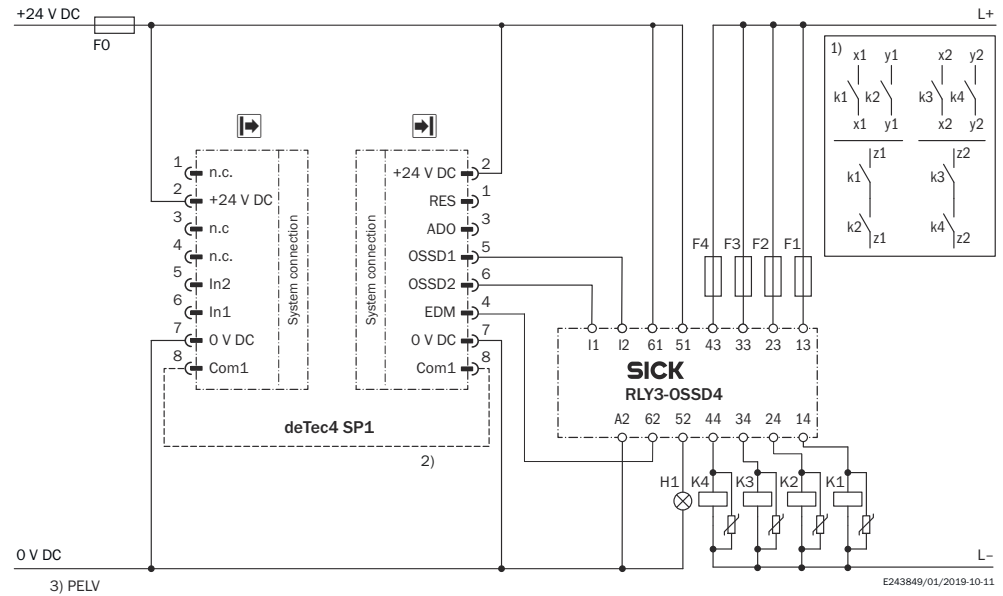 +24 V DC
L+
F0
1)
x1 y1 x2 y2
k1 k2 k3 k4
x1 y1 x2 y2
z1 z2
k1 k3
k2 k4
z1 z2
1 n.c.
2 +24 V DC
3 n.c
4 n.c.
5 In2
6 In1
7 0 V DC
8 Com1
System connection
System connection
+24 V DC 2
RES 1
ADO 3
OSSD1 5
OSSD2 6
EDM 4
0 V DC 7
Com1 8
deTec4 SP1
2)
F4 F3 F2 F1
I1 I2 61 51 43 33 23 13
SICK
RLY3-OSSD4
A2 62 52 44 34 24 14
H1 K4 K3 K2 K1
0 V DC
L–
3) PELV
E243849/01/2019-10-11